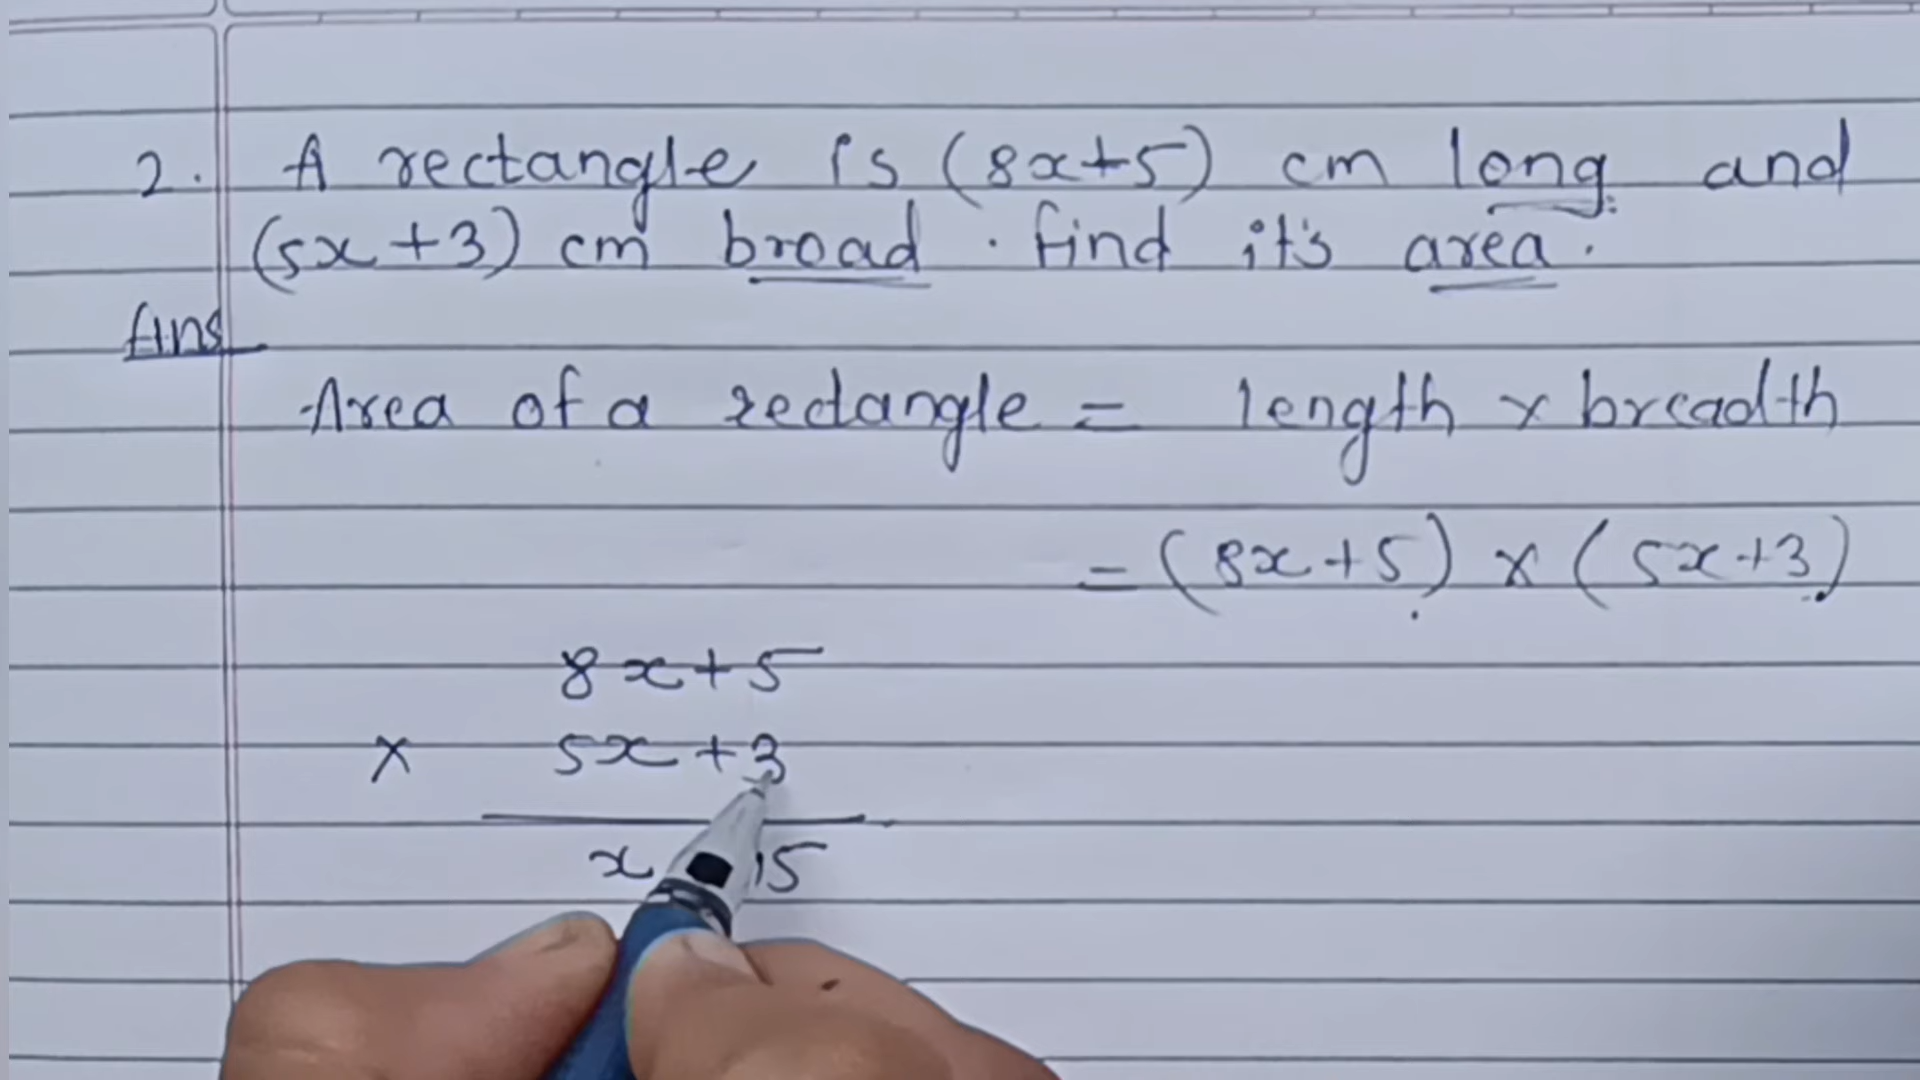 2. A rectangle is (8x+5) cm long and
(5x+3) cm broad. Find it's area.
Ans
Area of a rectangle = length × breadth
= (8x+5) × (5x+3)
8x+5
× 5x+3
x 15